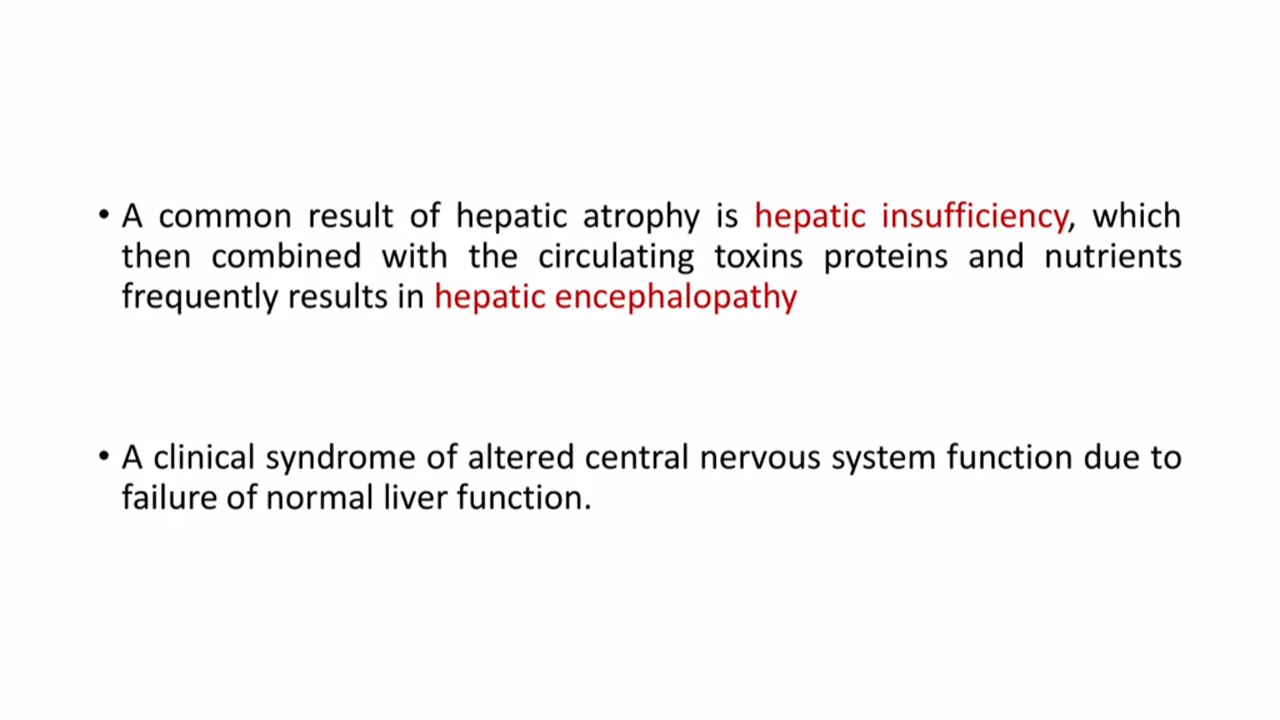 • A common result of hepatic atrophy is hepatic insufficiency, which
then combined with the circulating toxins proteins and nutrients
frequently results in hepatic encephalopathy
• A clinical syndrome of altered central nervous system function due to
failure of normal liver function.